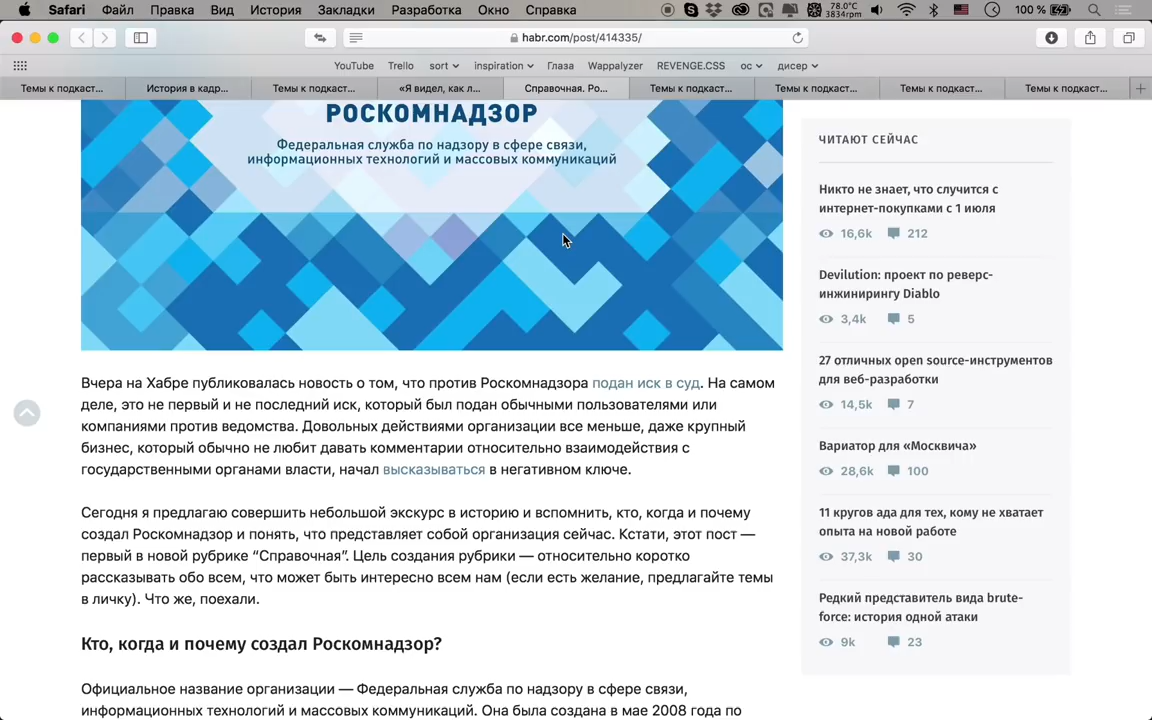 Safari Файл Правка Вид История Закладки Разработка Окно Справка 78.0°C 3834rpm 100 %
habr.com/post/414335/
YouTube Trello sort inspiration Глаза Wappalyzer REVENGE.CSS ос дисер
Темы к подкаст... История в кадр... Темы к подкаст... «Я видел, как л... Справочная. Ро... Темы к подкаст... Темы к подкаст... Темы к подкаст... Темы к подкаст...
РОСКОМНАДЗОР
Федеральная служба по надзору в сфере связи,
информационных технологий и массовых коммуникаций
Вчера на Хабре публиковалась новость о том, что против Роскомнадзора подан иск в суд. На самом
деле, это не первый и не последний иск, который был подан обычными пользователями или
компаниями против ведомства. Довольных действиями организации все меньше, даже крупный
бизнес, который обычно не любит давать комментарии относительно взаимодействия с
государственными органами власти, начал высказываться в негативном ключе.
Сегодня я предлагаю совершить небольшой экскурс в историю и вспомнить, кто, когда и почему
создал Роскомнадзор и понять, что представляет собой организация сейчас. Кстати, этот пост —
первый в новой рубрике “Справочная”. Цель создания рубрики — относительно коротко
рассказывать обо всем, что может быть интересно всем нам (если есть желание, предлагайте темы
в личку). Что же, поехали.
Кто, когда и почему создал Роскомнадзор?
Официальное название организации — Федеральная служба по надзору в сфере связи,
информационных технологий и массовых коммуникаций. Она была создана в мае 2008 года по
ЧИТАЮТ СЕЙЧАС
Никто не знает, что случится с
интернет-покупками с 1 июля
16,6k 212
Devilution: проект по реверс-
инжинирингу Diablo
3,4k 5
27 отличных open source-инструментов
для веб-разработки
14,5k 7
Вариатор для «Москвича»
28,6k 100
11 кругов ада для тех, кому не хватает
опыта на новой работе
37,3k 30
Редкий представитель вида brute-
force: история одной атаки
9k 23